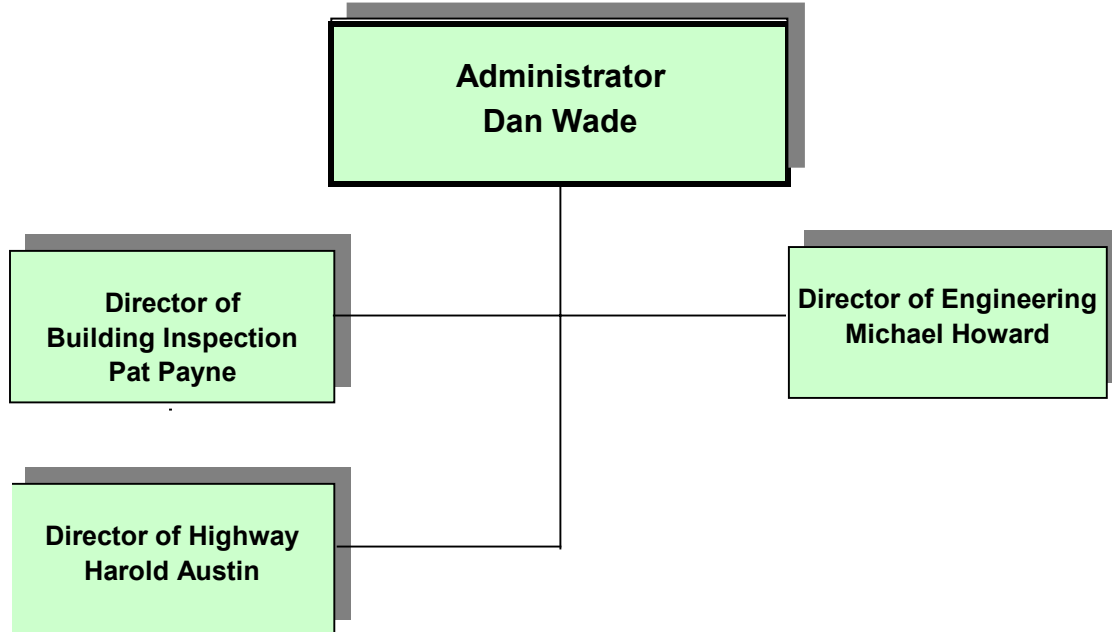 Administrator
Dan Wade
Director of
Building Inspection
Pat Payne
Director of Engineering
Michael Howard
Director of Highway
Harold Austin